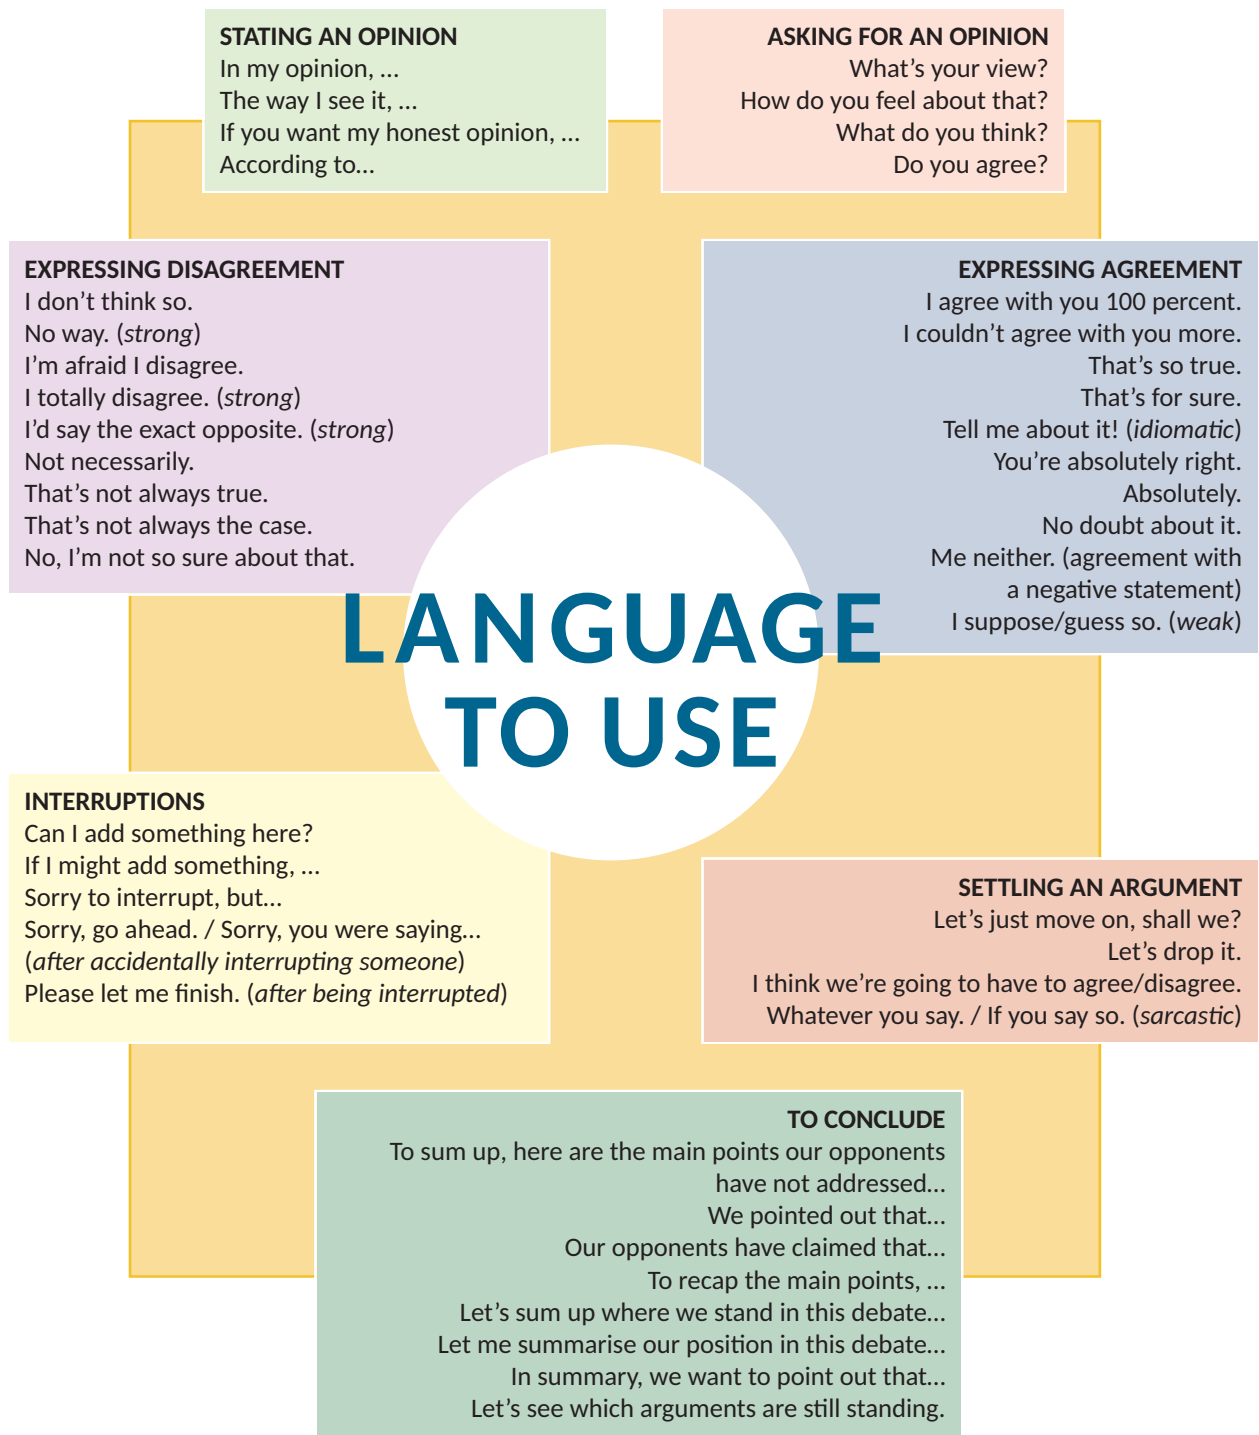 STATING AN OPINION
In my opinion, ...
The way I see it, ...
If you want my honest opinion, ...
According to...
ASKING FOR AN OPINION
What's your view?
How do you feel about that?
What do you think?
Do you agree?
EXPRESSING DISAGREEMENT
I don't think so.
No way. (strong)
I'm afraid I disagree.
I totally disagree. (strong)
I'd say the exact opposite. (strong)
Not necessarily.
That's not always true.
That's not always the case.
No, I'm not so sure about that.
EXPRESSING AGREEMENT
I agree with you 100 percent.
I couldn't agree with you more.
That's so true.
That's for sure.
Tell me about it! (idiomatic)
You're absolutely right.
Absolutely.
No doubt about it.
Me neither. (agreement with
a negative statement)
I suppose/guess so. (weak)
LANGUAGE
TO USE
INTERRUPTIONS
Can I add something here?
If I might add something, ...
Sorry to interrupt, but...
Sorry, go ahead. / Sorry, you were saying...
(after accidentally interrupting someone)
Please let me finish. (after being interrupted)
SETTLING AN ARGUMENT
Let's just move on, shall we?
Let's drop it.
I think we're going to have to agree/disagree.
Whatever you say. / If you say so. (sarcastic)
TO CONCLUDE
To sum up, here are the main points our opponents
have not addressed...
We pointed out that...
Our opponents have claimed that...
To recap the main points, ...
Let's sum up where we stand in this debate...
Let me summarise our position in this debate...
In summary, we want to point out that...
Let's see which arguments are still standing.